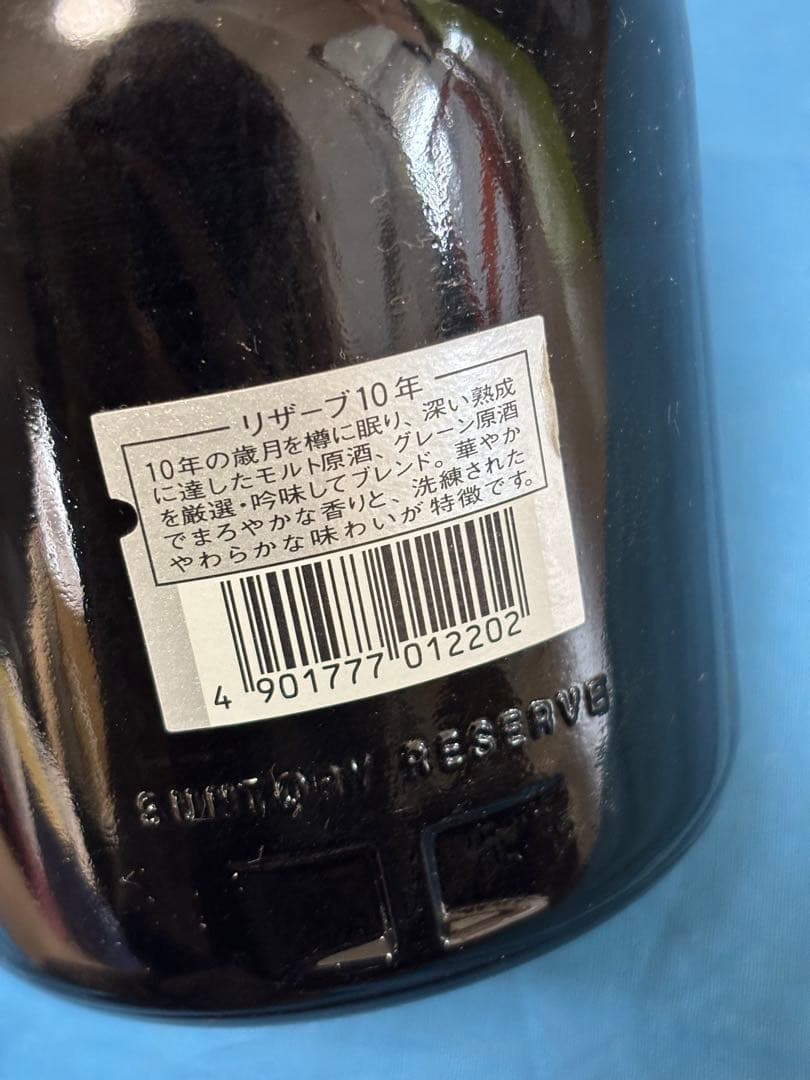 リザーブ10年
10年の歳月を樽に眠り、深い熟成
に達したモルト原酒、グレーン原酒
を厳選・吟味してブレンド。華やか
でまろやかな香りと、洗練された
やわらかな味わいが特徴です。
4 901777 012202
SUNTORY RESERVE